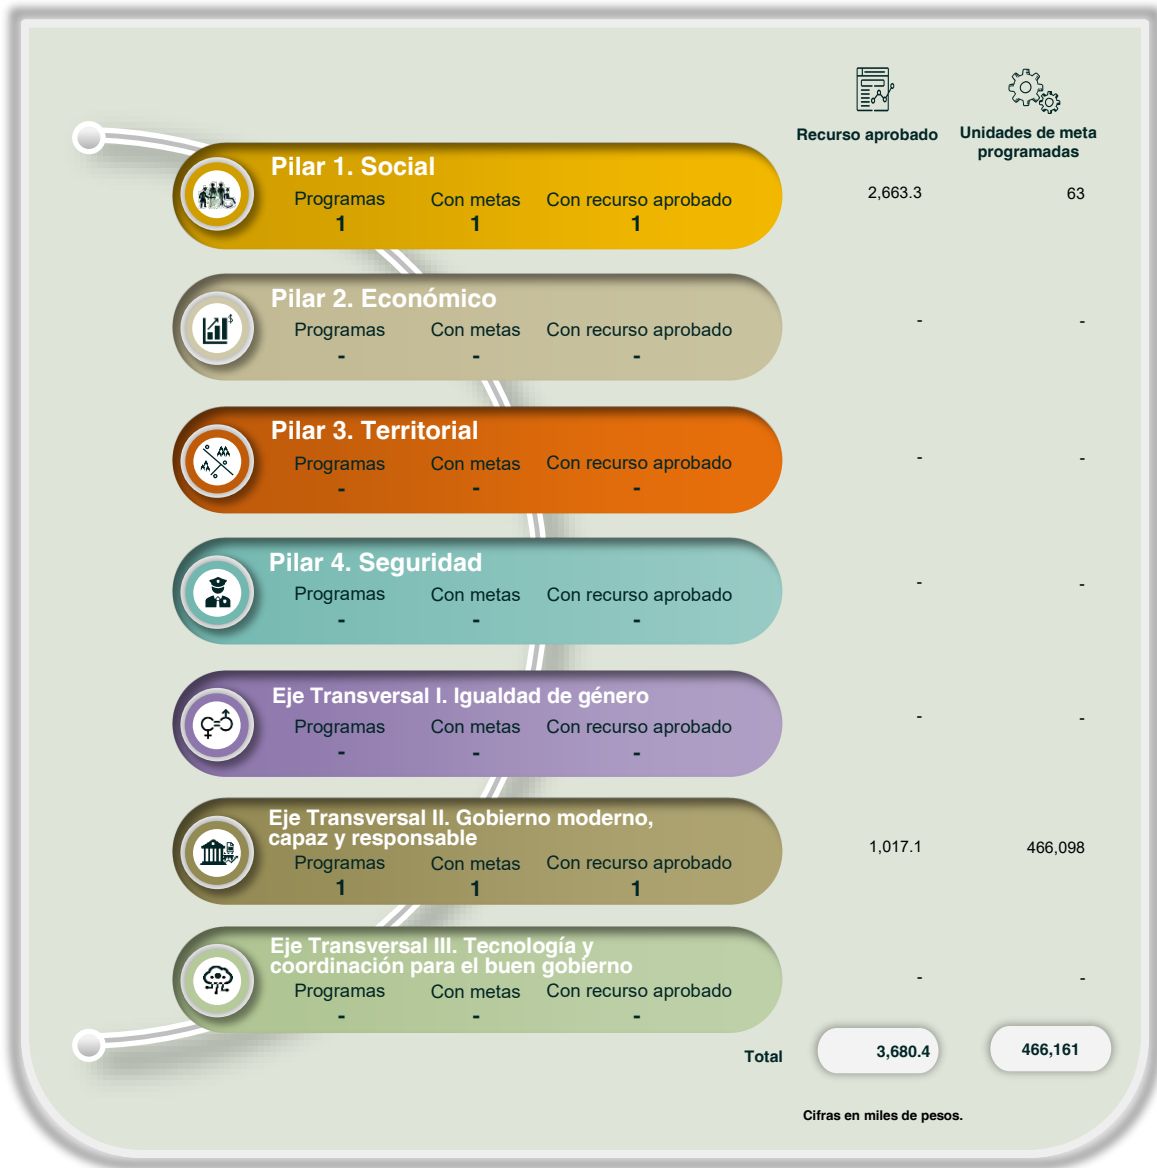 Recurso aprobado
Unidades de meta
programadas
Pilar 1. Social
Programas Con metas Con recurso aprobado
1 1 1
2,663.3 63
Pilar 2. Económico
Programas Con metas Con recurso aprobado
- - -
- -
Pilar 3. Territorial
Programas Con metas Con recurso aprobado
- - -
- -
Pilar 4. Seguridad
Programas Con metas Con recurso aprobado
- - -
- -
Eje Transversal I. Igualdad de género
Programas Con metas Con recurso aprobado
- - -
- -
Eje Transversal II. Gobierno moderno,
capaz y responsable
Programas Con metas Con recurso aprobado
1 1 1
1,017.1 466,098
Eje Transversal III. Tecnología y
coordinación para el buen gobierno
Programas Con metas Con recurso aprobado
- - -
- -
Total 3,680.4 466,161
Cifras en miles de pesos.